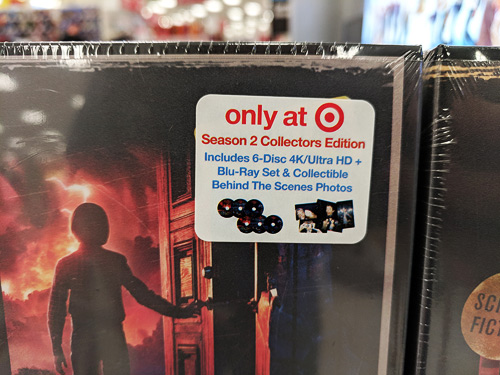 only at
Season 2 Collectors Edition
Includes 6-Disc 4K/Ultra HD +
Blu-Ray Set & Collectible
Behind The Scenes Photos